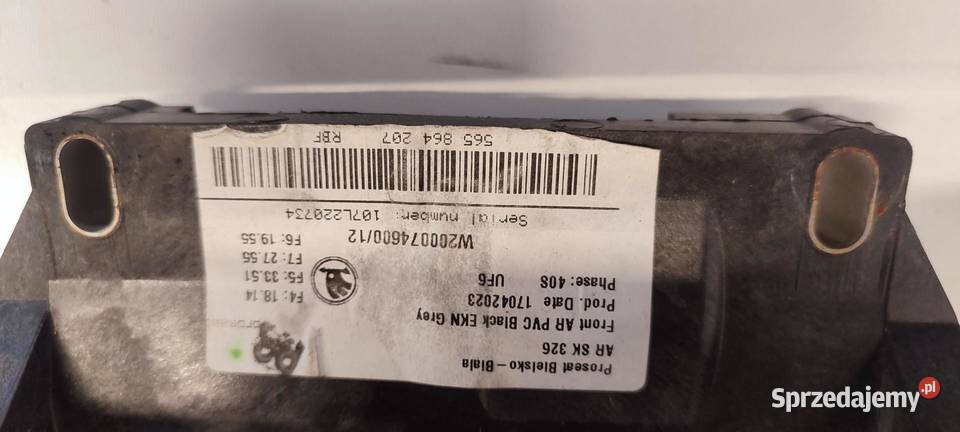 Proseat Bielsko-Biala
AR SK 326
Front AR PVC Black EKN Grey
Prod. Date 17042023
Phase: 40S UF6
F4: 18.14
F5: 33.51
F7: 27.55
F6: 19.55
W200074600/12
Serial number: 107L220734
565 864 207 RBF
Sprzedajemy.pl